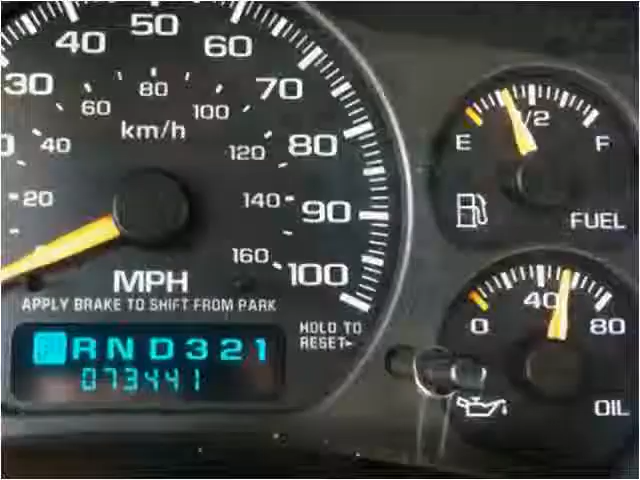 50
40 60
30 70
80
60 100
km/h
40 120 80
1/2
E F
20 140 90
FUEL
160 100
MPH
APPLY BRAKE TO SHIFT FROM PARK
HOLD TO
RESET
40
0 80
P R N D 3 2 1
073441
OIL